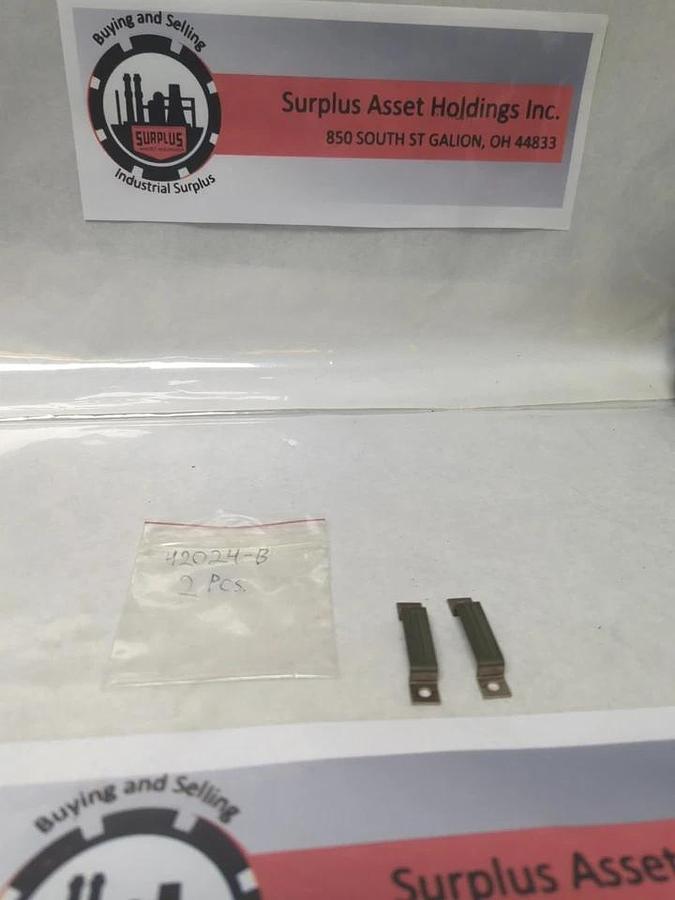 Buying and Selling
SURPLUS
Industrial Surplus
Surplus Asset Holdings Inc.
850 SOUTH ST GALION, OH 44833
42024-B
2 PCS.
Buying and Selling
Surplus Asset